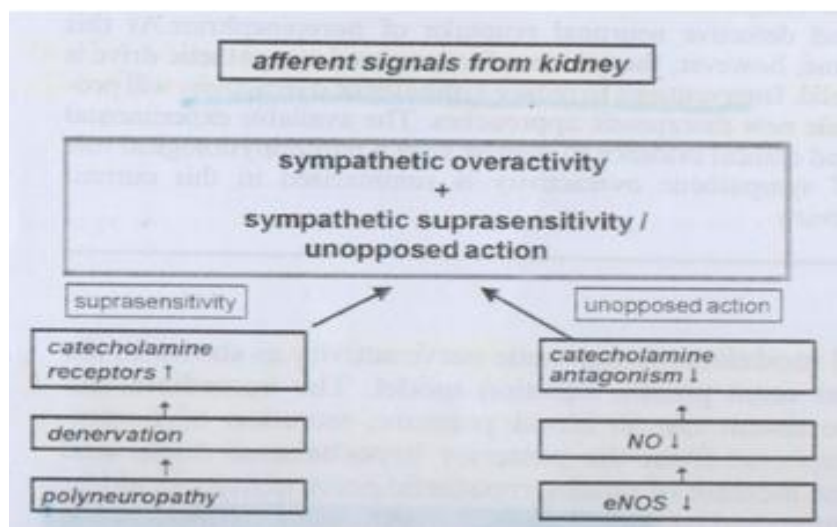 afferent signals from kidney
sympathetic overactivity
+
sympathetic suprasensitivity /
unopposed action
suprasensitivity
unopposed action
catecholamine
receptors ↑
catecholamine
antagonism ↓
↑
↑
denervation
NO ↓
↑
↑
polyneuropathy
eNOS ↓